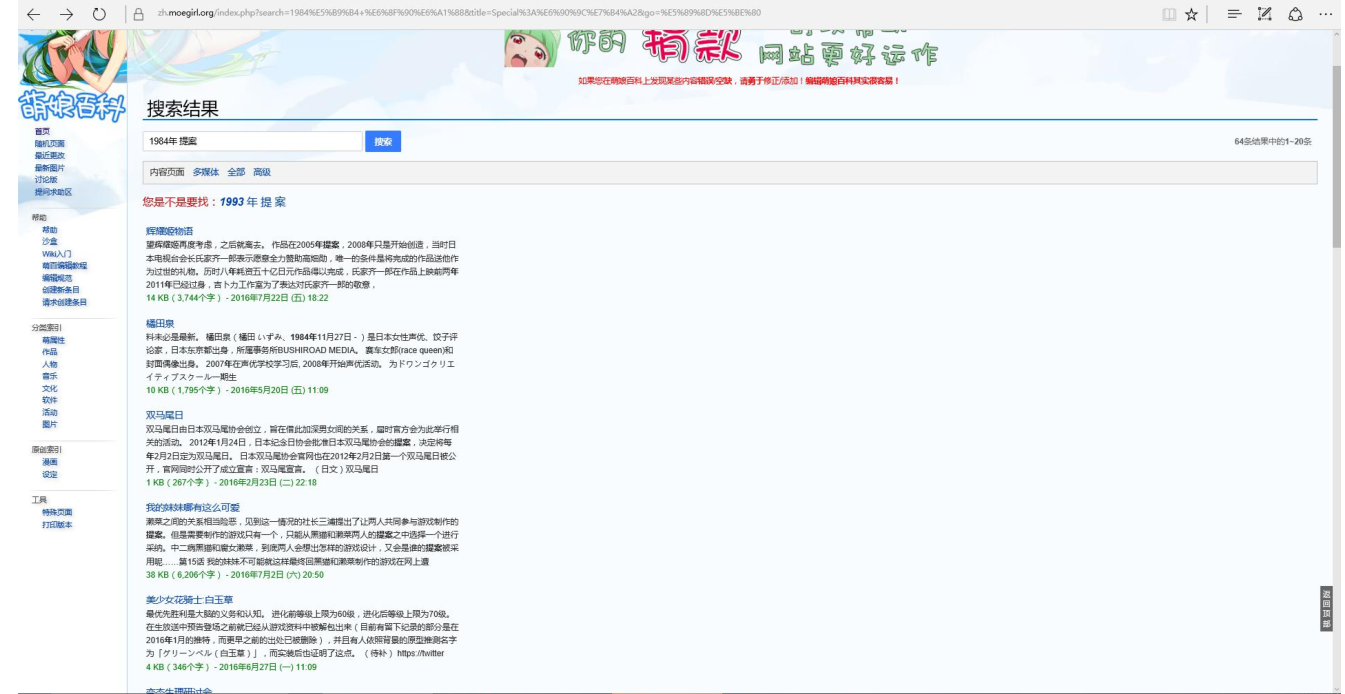 zh.moegirl.org/index.php?search=1984%E5%B9%B4+%E6%8F%90%E6%A1%88&title=Special%3A%E6%90%9C%E7%B4%A2&go=%E5%89%8D%E5%BE%80
你的 捐款
网站更好运作
如果您在萌娘百科上发现某些内容错误/空缺，请勇于修正/添加！编辑萌娘百科其实很容易！
萌娘百科
首页
随机页面
最近更改
最新图片
讨论版
提问求助区
帮助
帮助
沙盒
Wiki入门
萌百编辑教程
编辑规范
创建新条目
请求创建条目
分类索引
萌属性
作品
人物
音乐
文化
软件
活动
图片
原创索引
漫画
设定
工具
特殊页面
打印版本
搜索结果
1984年 提案
搜索
64条结果中的1~20条
内容页面 多媒体 全部 高级
您是不是要找：1993 年 提 案
辉耀姬物语
望辉耀姬再度考虑，之后就离去。 作品在2005年提案，2008年只是开始创造，当时日
本电视台会长氏家齐一郎表示愿意全力赞助高畑勋，唯一的条件是将完成的作品送他作
为过世的礼物。历时八年耗资五十亿日元作品得以完成，氏家齐一郎在作品上映前两年
2011年已经过身，吉卜力工作室为了表达对氏家齐一郎的敬意，
14 KB（3,744个字） - 2016年7月22日 (五) 18:22
橘田泉
料未必是最新。 橘田泉（橘田 いずみ、1984年11月27日 - ）是日本女性声优、饺子评
论家，日本东京都出身，所属事务所BUSHIROAD MEDIA。 赛车女郎(race queen)和
封面偶像出身。 2007年在声优学校学习后, 2008年开始声优活动。 为ドワンゴクリエ
イティブスクール一期生
10 KB（1,795个字） - 2016年5月20日 (五) 11:09
双马尾日
双马尾日由日本双马尾协会创立，旨在借此加深男女间的关系，届时官方会为此举行相
关的活动。 2012年1月24日，日本纪念日协会批准日本双马尾协会的提案，决定将每
年2月2日定为双马尾日。 日本双马尾协会官网也在2012年2月2日第一个双马尾日被公
开，官网同时公开了成立宣言：双马尾宣言。 （日文）双马尾日
1 KB（267个字） - 2016年2月23日 (二) 22:18
我的妹妹哪有这么可爱
濑菜之间的关系相当险恶，见到这一情况的社长三浦提出了让两人共同参与游戏制作的
提案。但是需要制作的游戏只有一个，只能从黑猫和濑菜两人的提案之中选择一个进行
采纳。中二病黑猫和腐女濑菜，到底两人会想出怎样的游戏设计，又会是谁的提案被采
用呢……第15话 我的妹妹不可能就这样最终回黑猫和濑菜制作的游戏在网上遭
38 KB（6,206个字） - 2016年7月2日 (六) 20:50
美少女花骑士:白玉草
最优先胜利是大脑的义务和认知。 进化前等级上限为60级，进化后等级上限为70级。
在生放送中预告登场之前就已经从游戏资料中被解包出来（目前有留下纪录的部分是在
2016年1月的推特，而更早之前的出处已被删除），并且有人依照背景的原型推测名字
为「グリーンベル（白玉草）」，而实装后也证明了这点。 （待补） https://twitter
4 KB（346个字） - 2016年6月27日 (一) 11:09
返回顶部